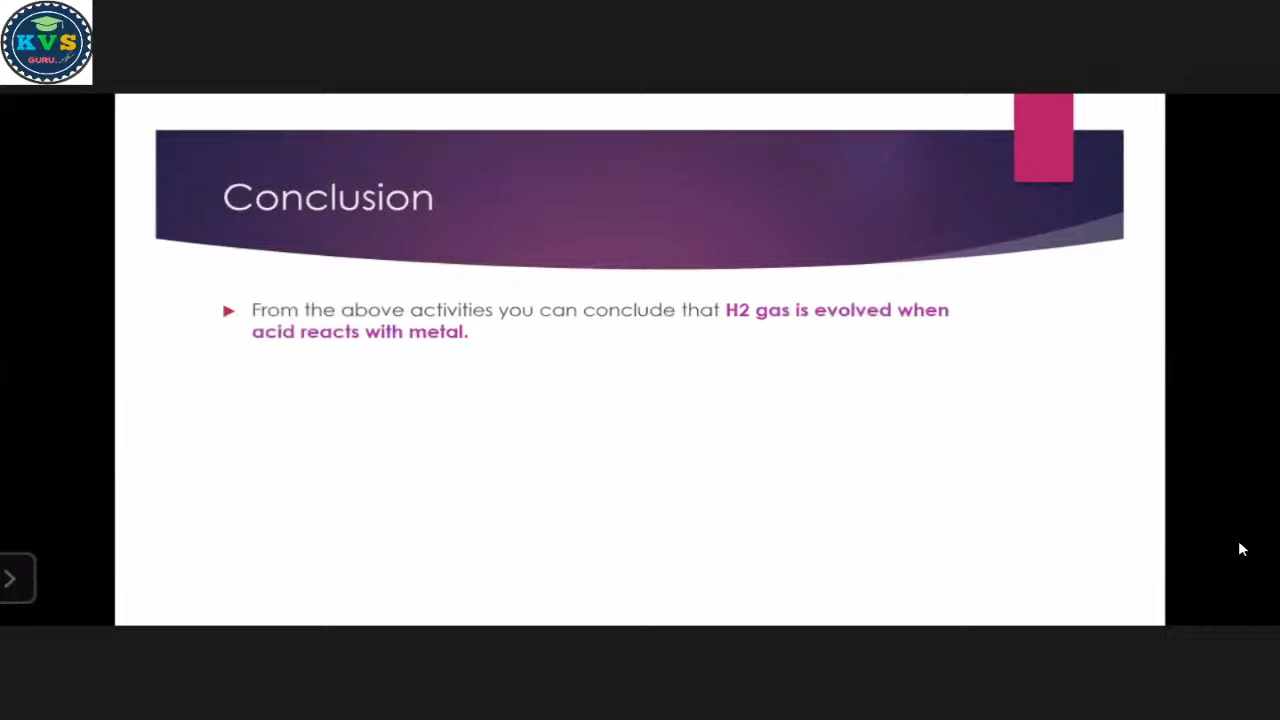 KVS
GURU.
Conclusion
From the above activities you can conclude that H2 gas is evolved when
acid reacts with metal.